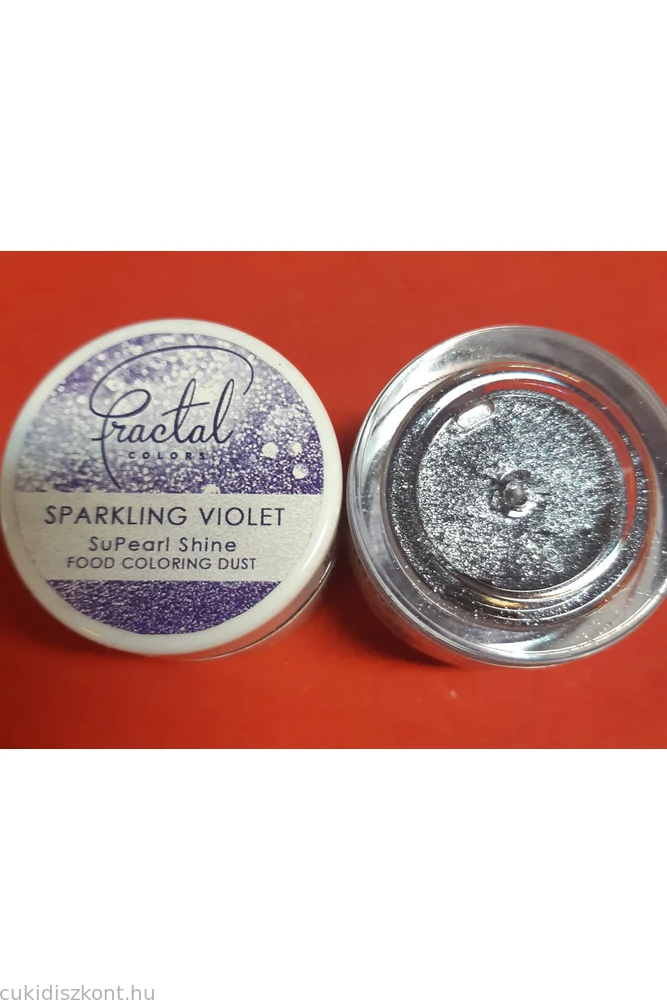 fractal
COLORS
SPARKLING VIOLET
SuPearl Shine
FOOD COLORING DUST
cukidiszkont.hu